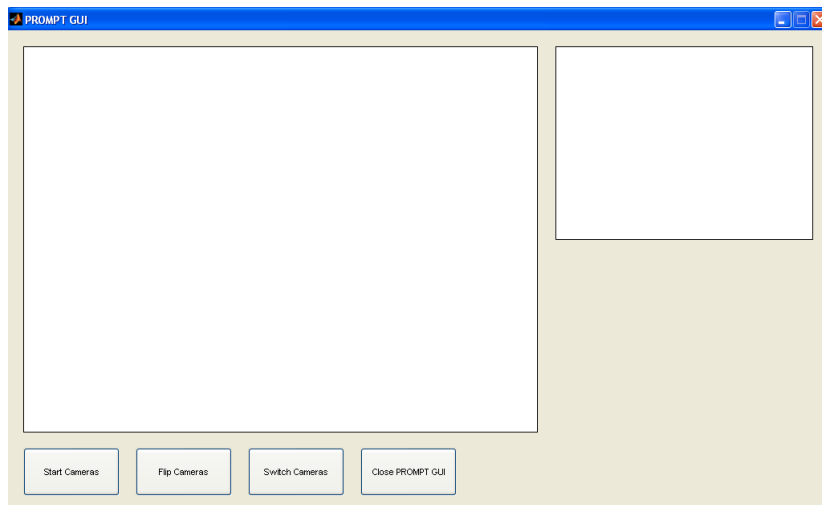 PROMPT GUI
Start Cameras
Flip Cameras
Switch Cameras
Close PROMPT GUI